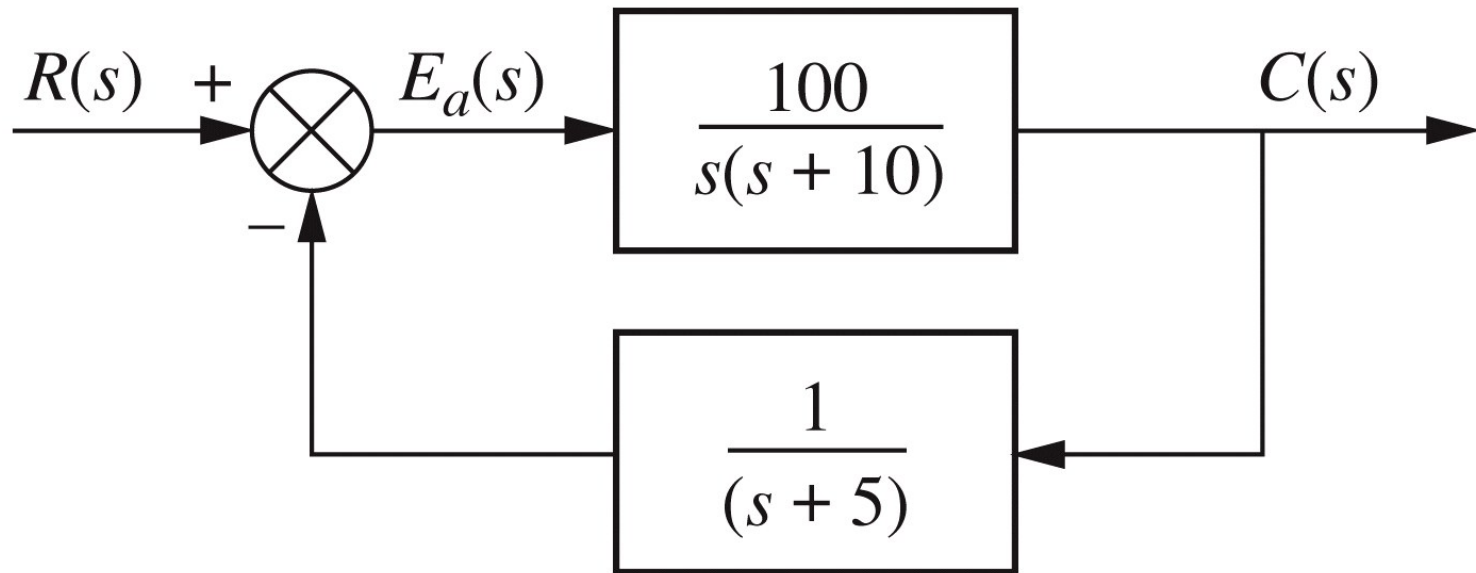 R(s) + E_a(s) 100 C(s)
s(s + 10)
−
1
(s + 5)